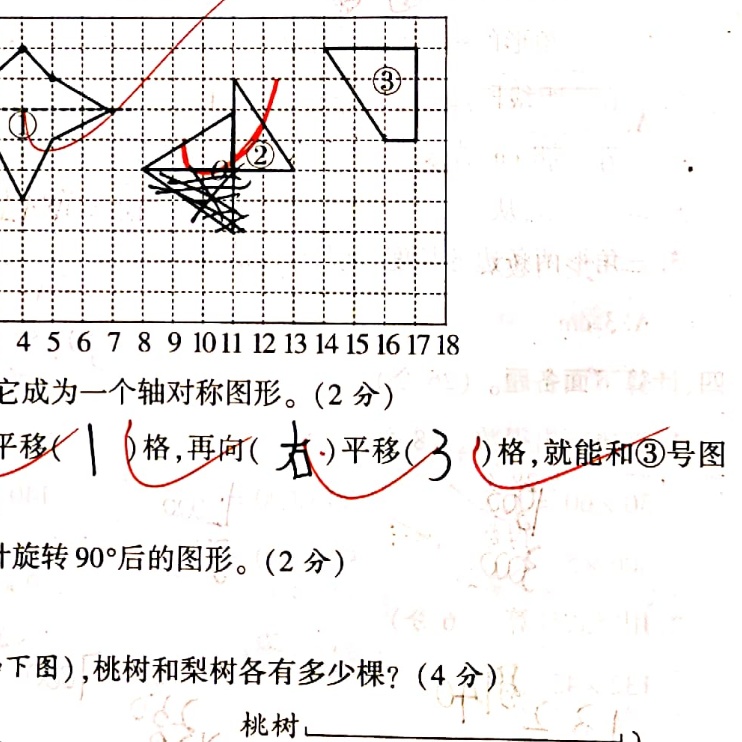 ③
①
②
4 5 6 7 8 9 10 11 12 13 14 15 16 17 18
它成为一个轴对称图形。(2分)
平移( 1 )格,再向( 右 )平移( 3 )格,就能和③号图
针旋转90°后的图形。(2分)
下图),桃树和梨树各有多少棵?(4分)
桃树